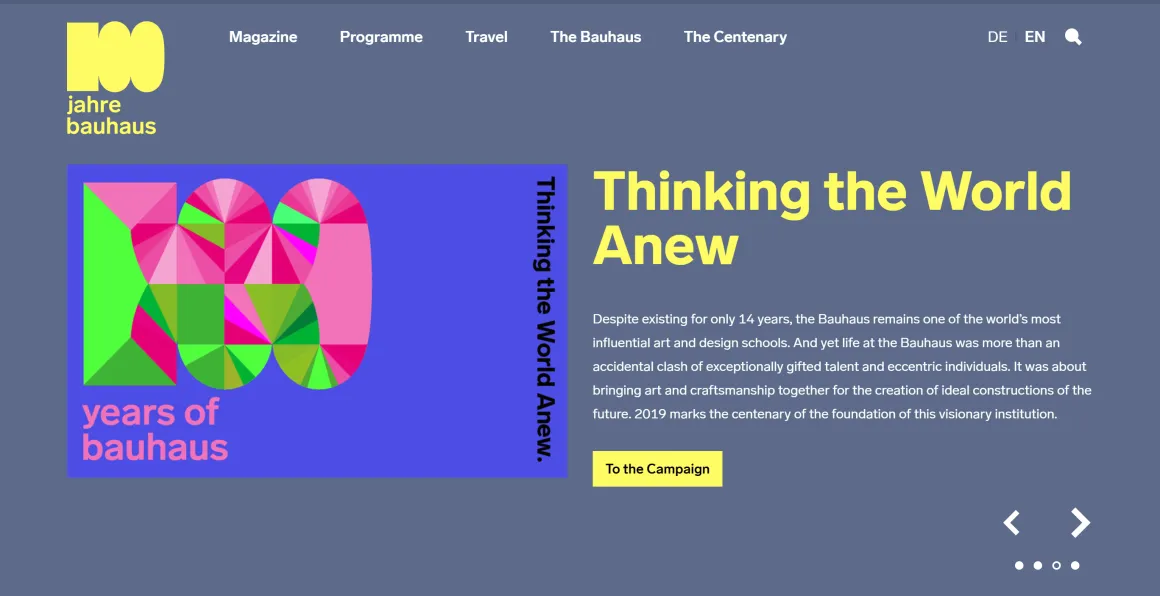 100
jahre
bauhaus
Magazine
Programme
Travel
The Bauhaus
The Centenary
DE
EN
100
years of
bauhaus
Thinking the World Anew.
Thinking the World
Anew
Despite existing for only 14 years, the Bauhaus remains one of the world’s most
influential art and design schools. And yet life at the Bauhaus was more than an
accidental clash of exceptionally gifted talent and eccentric individuals. It was about
bringing art and craftsmanship together for the creation of ideal constructions of the
future. 2019 marks the centenary of the foundation of this visionary institution.
To the Campaign